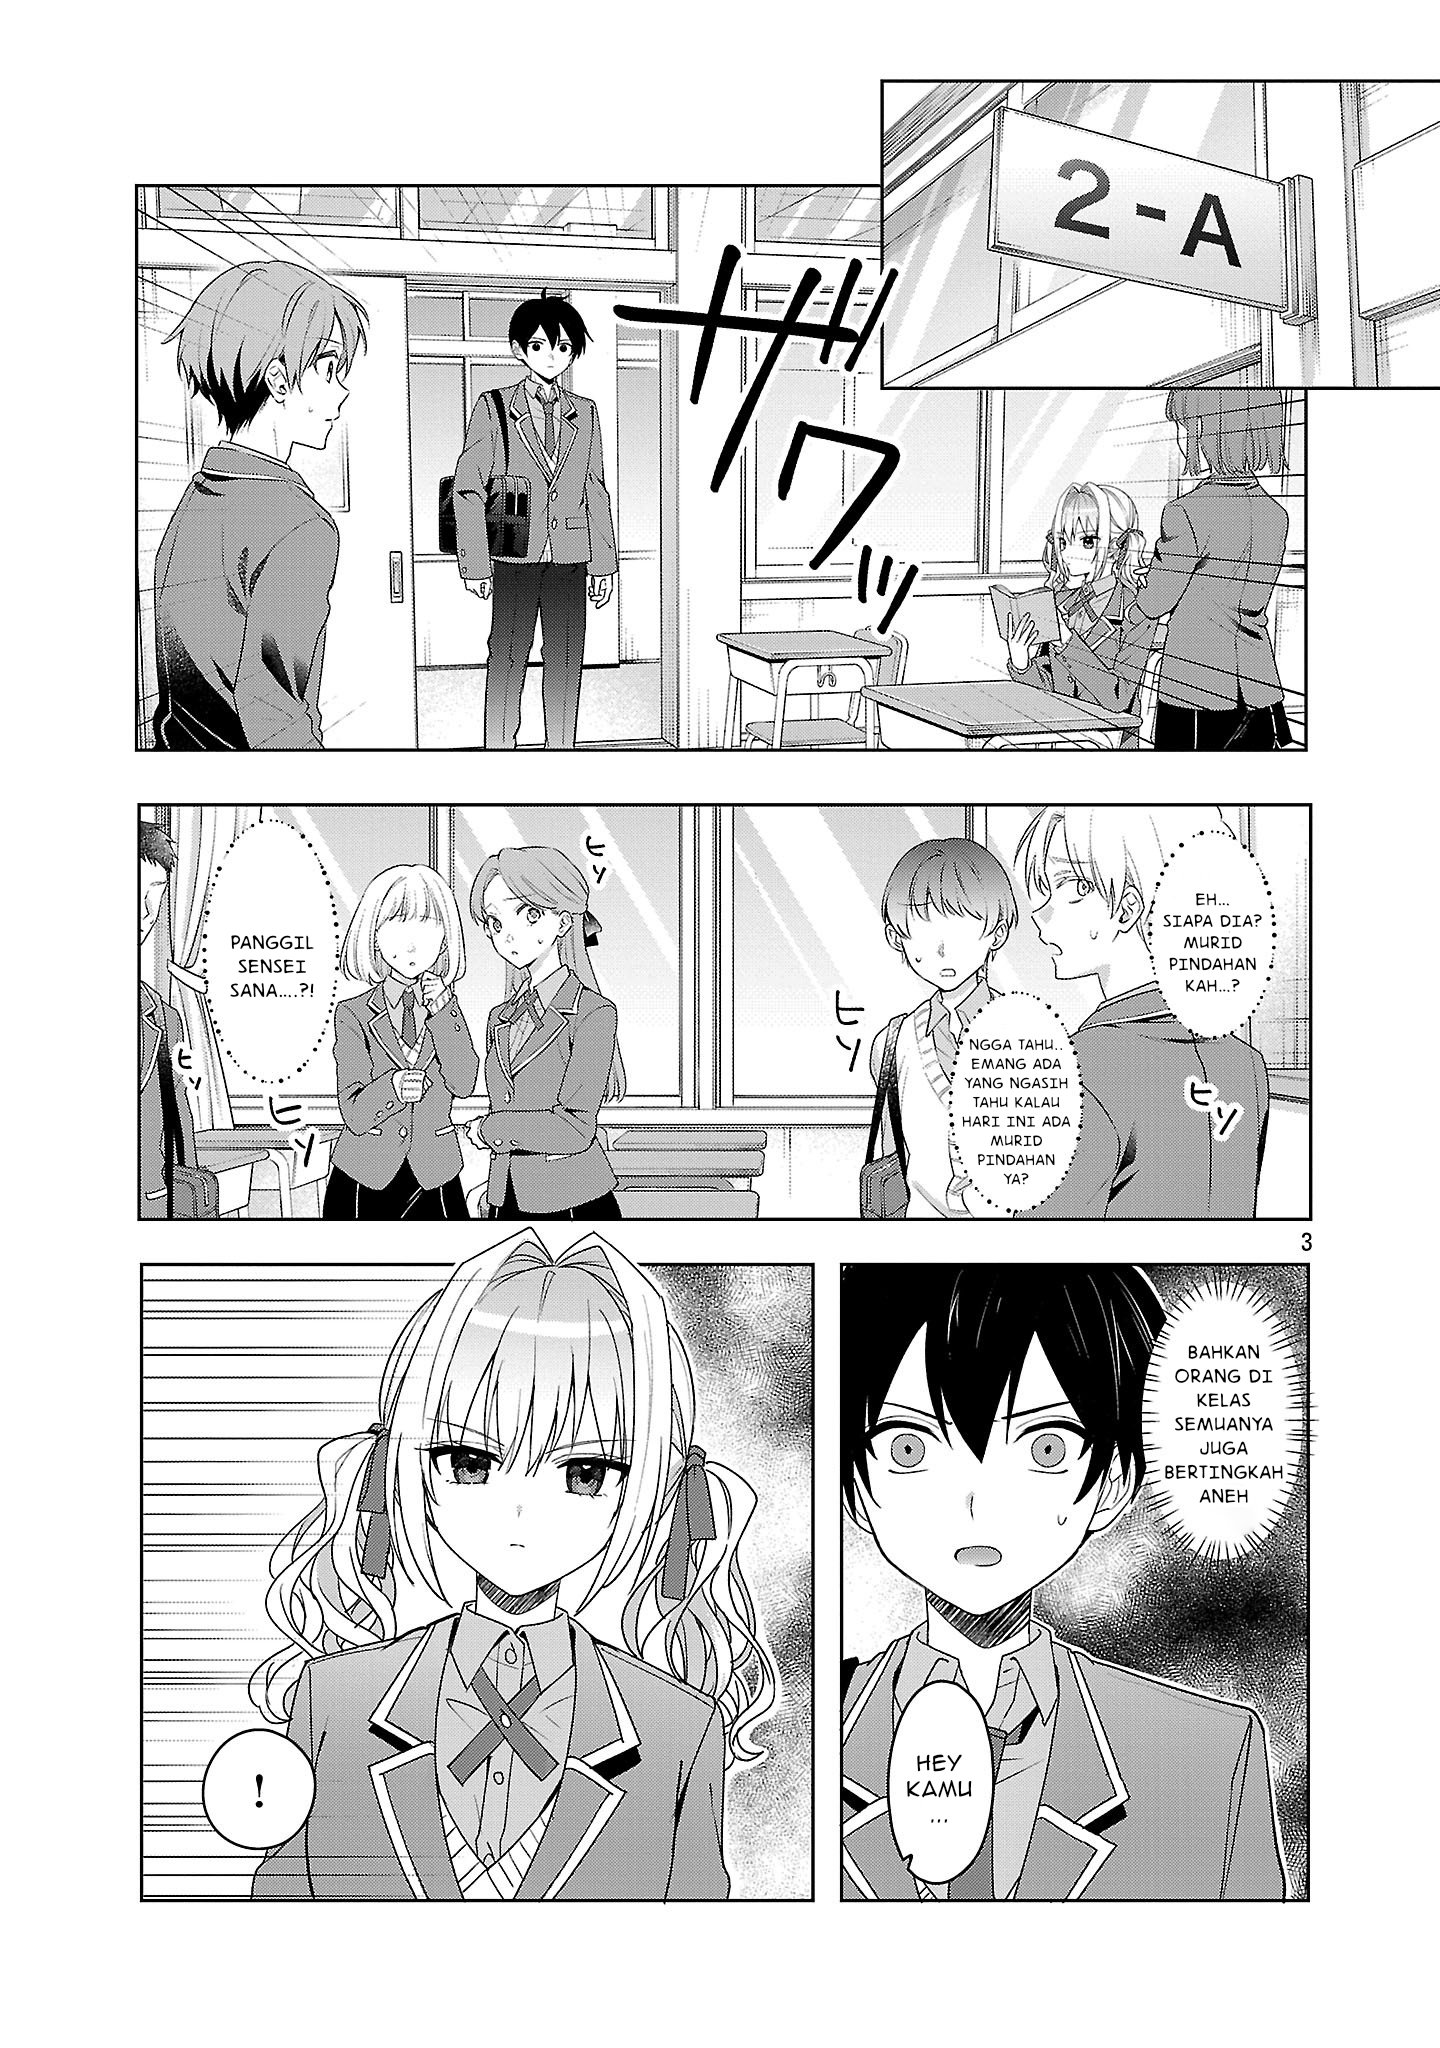 2-A
ザワッ
EH...
SIAPA DIA?
MURID
PINDAHAN
KAH...?
NGGA TAHU..
EMANG ADA
YANG NGASIH
TAHU KALAU
HARI INI ADA
MURID
PINDAHAN
YA?
ヒソ
ヒソ
ヒソ
PANGGIL
SENSEI
SANA....?!
ヒソ
ヒソ
3
BAHKAN
ORANG DI
KELAS
SEMUANYA
JUGA
BERTINGKAH
ANEH
HEY
KAMU
...
!